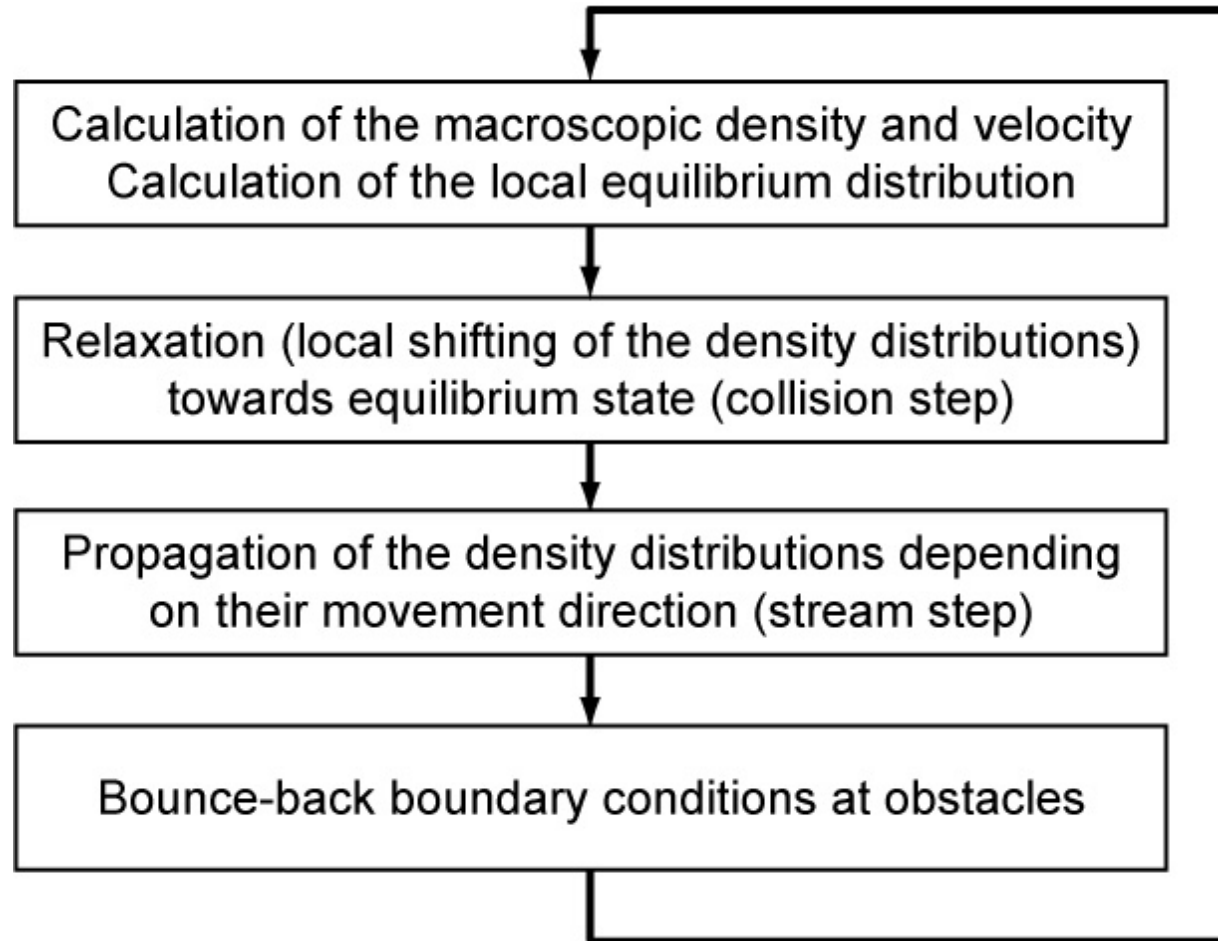 Calculation of the macroscopic density and velocity
Calculation of the local equilibrium distribution
Relaxation (local shifting of the density distributions)
towards equilibrium state (collision step)
Propagation of the density distributions depending
on their movement direction (stream step)
Bounce-back boundary conditions at obstacles